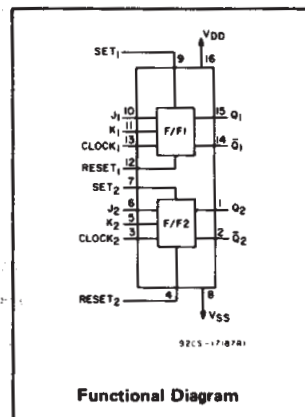 VDD
SET1
9
16
J1 10
K1 11
CLOCK1 13
F/F1
15 Q1
14 Q̅1
RESET1 12
SET2 7
J2 6
K2 5
CLOCK2 3
F/F2
1 Q2
2 Q̅2
RESET2 4
8
VSS
92CS-17187R1
Functional Diagram